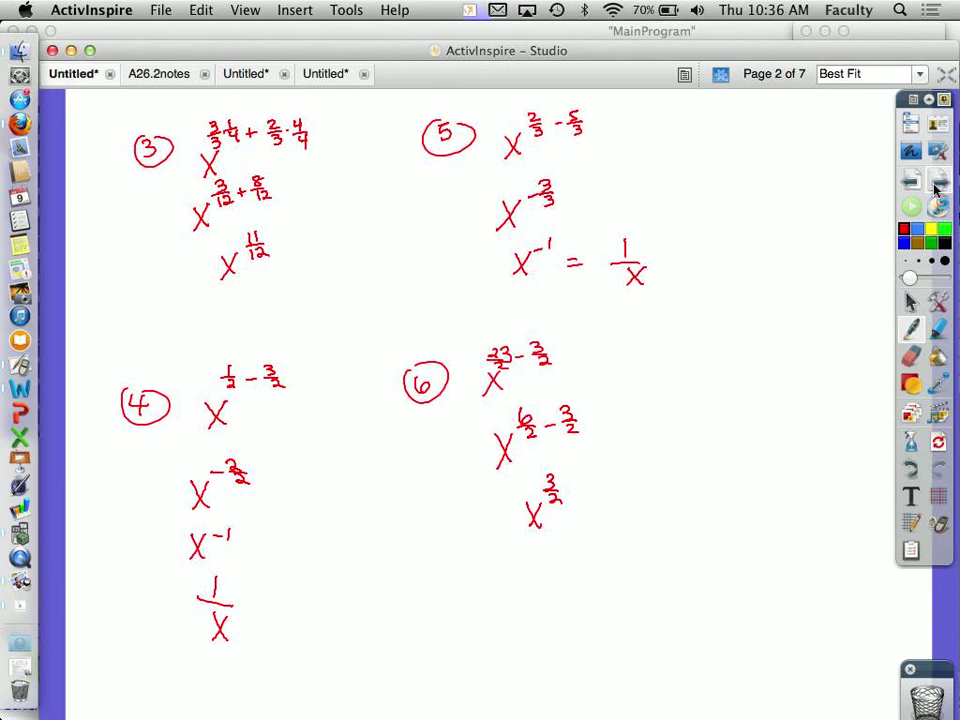 ActivInspire File Edit View Insert Tools Help 70% Thu 10:36 AM Faculty
"MainProgram"
ActivInspire - Studio
Untitled* A26.2notes Untitled* Untitled* Page 2 of 7 Best Fit
③ x^(3/3·1/4 + 2/3·4/4)
x^(3/12 + 8/12)
x^(11/12)
④ x^(1/2 - 3/2)
x^(-2/2)
x^(-1)
1/x
⑤ x^(2/3 - 5/3)
x^(-3/3)
x^(-1) = 1/x
⑥ x^(2/2 3 - 3/2)
x^(6/2 - 3/2)
x^(3/2)
T